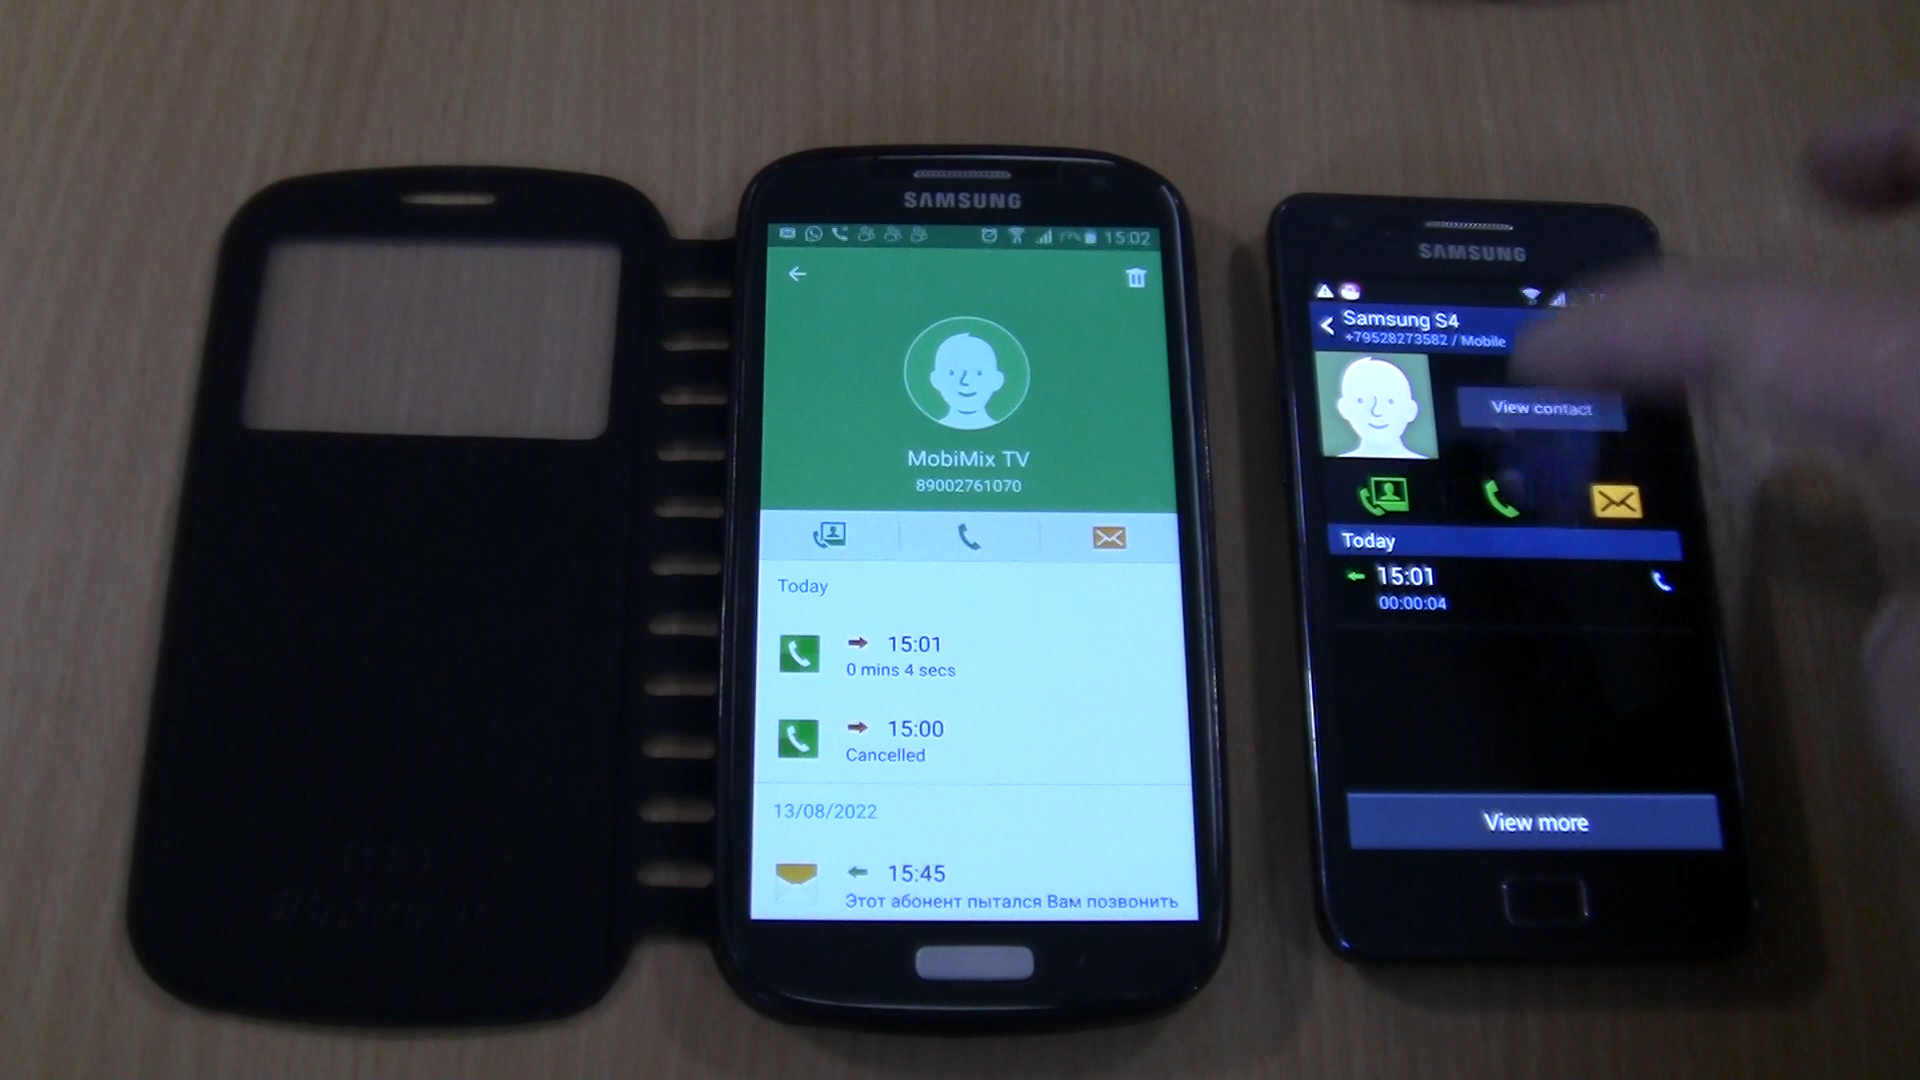 SAMSUNG
15:02
MobiMix TV
89002761070
Today
15:01
0 mins 4 secs
15:00
Cancelled
13/08/2022
15:45
Этот абонент пытался Вам позвонить
SAMSUNG
Samsung S4
+79528273582 / Mobile
View contact
Today
15:01
00:00:04
View more